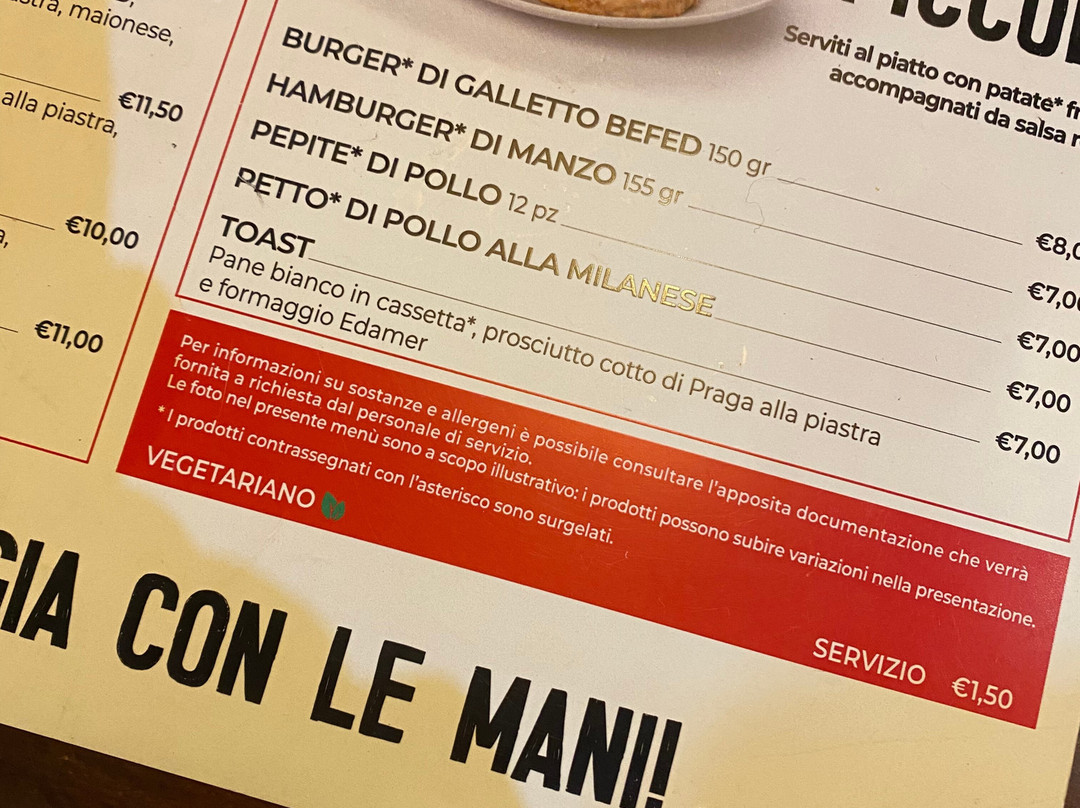 maionese,
€11,50
alla piastra,
€10,00
€11,00
Serviti al piatto con patate*
accompagnati da salsa
BURGER* DI GALLETTO BEFED 150 gr
HAMBURGER* DI MANZO 155 gr €7,00
PEPITE* DI POLLO 12 pz €7,00
PETTO* DI POLLO ALLA MILANESE €7,00
TOAST €7,00
Pane bianco in cassetta*, prosciutto cotto di Praga alla piastra
e formaggio Edamer
Per informazioni su sostanze e allergeni è possibile consultare l'apposita documentazione che verrà
fornita a richiesta dal personale di servizio.
Le foto nel presente menù sono a scopo illustrativo: i prodotti possono subire variazioni nella presentazione.
* I prodotti contrassegnati con l'asterisco sono surgelati.
VEGETARIANO
SERVIZIO €1,50
CON LE MANI!